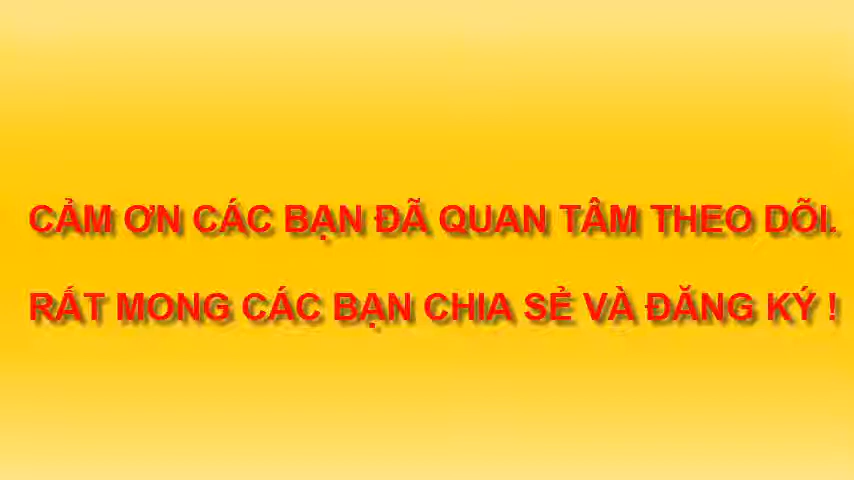 CẢM ƠN CÁC BẠN ĐÃ QUAN TÂM THEO DÕI.
RẤT MONG CÁC BẠN CHIA SẺ VÀ ĐĂNG KÝ !